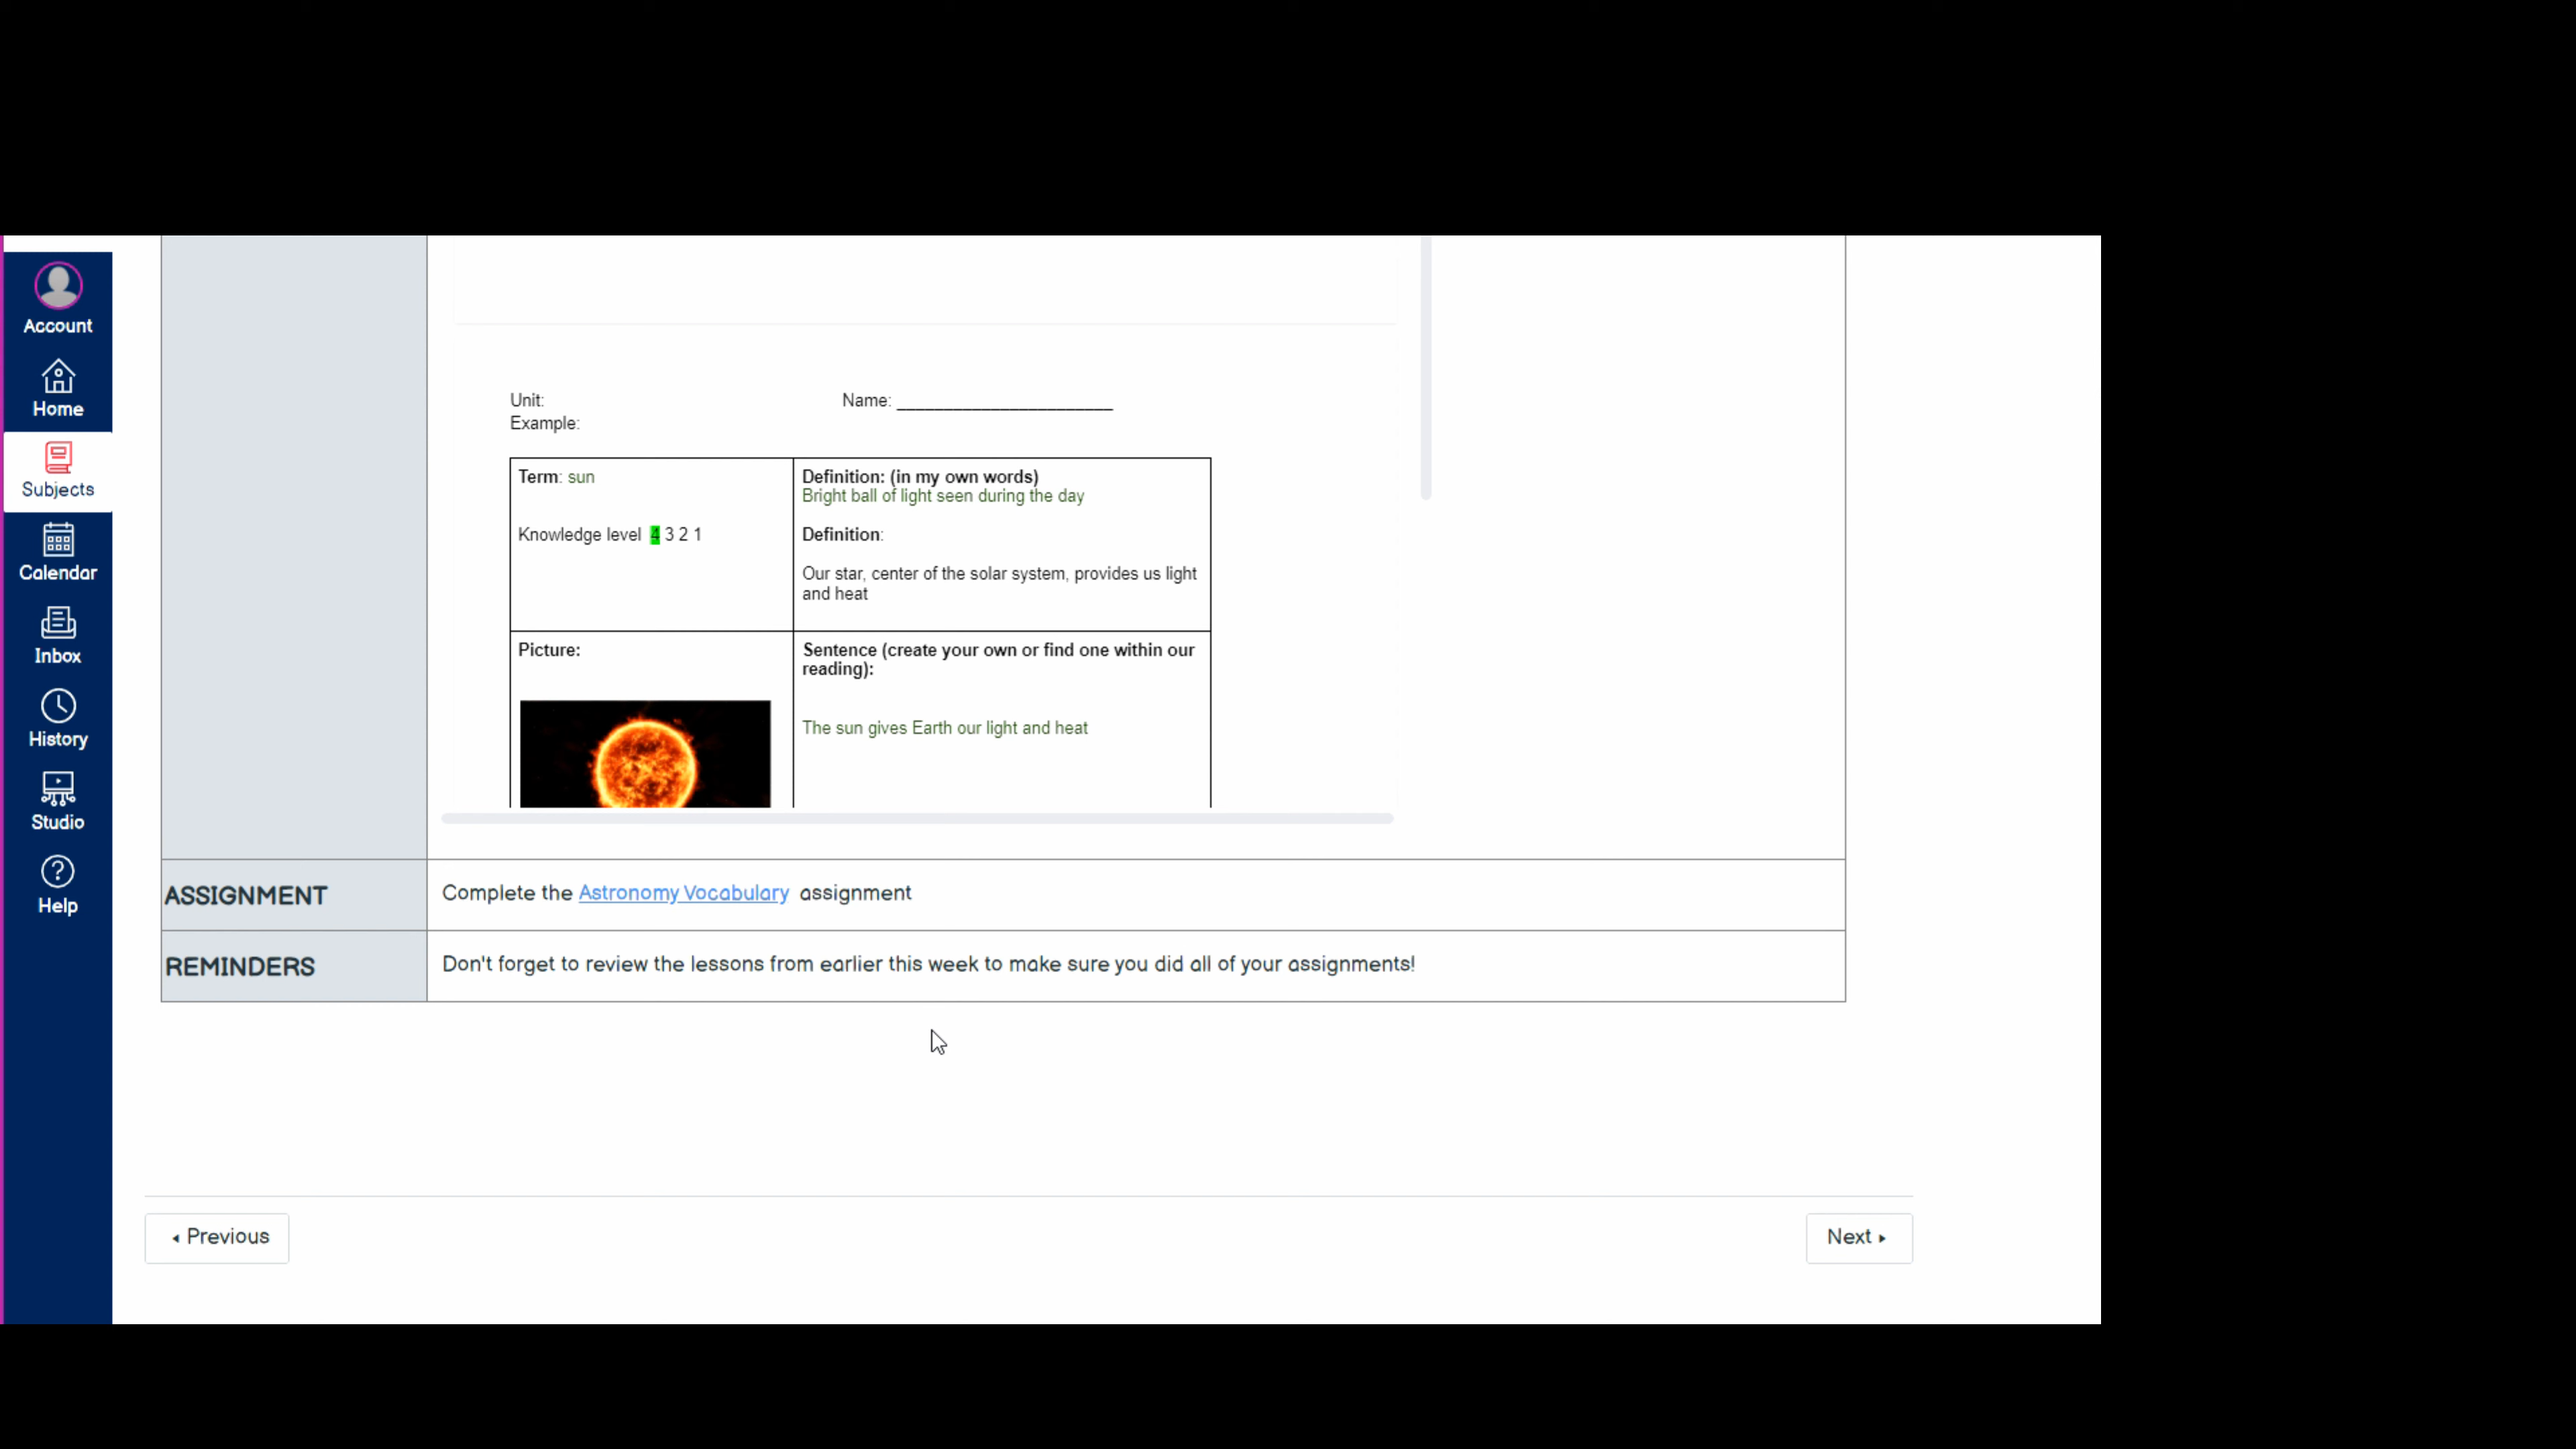 Account
Home
Subjects
Calendar
Inbox
History
Studio
Help
Unit:
Name: ______________________
Example:
Term: sun
Knowledge level 4 3 2 1
Definition: (in my own words)
Bright ball of light seen during the day
Definition:
Our star, center of the solar system, provides us light
and heat
Picture:
Sentence (create your own or find one within our
reading):
The sun gives Earth our light and heat
ASSIGNMENT
Complete the Astronomy Vocabulary assignment
REMINDERS
Don't forget to review the lessons from earlier this week to make sure you did all of your assignments!
Previous
Next